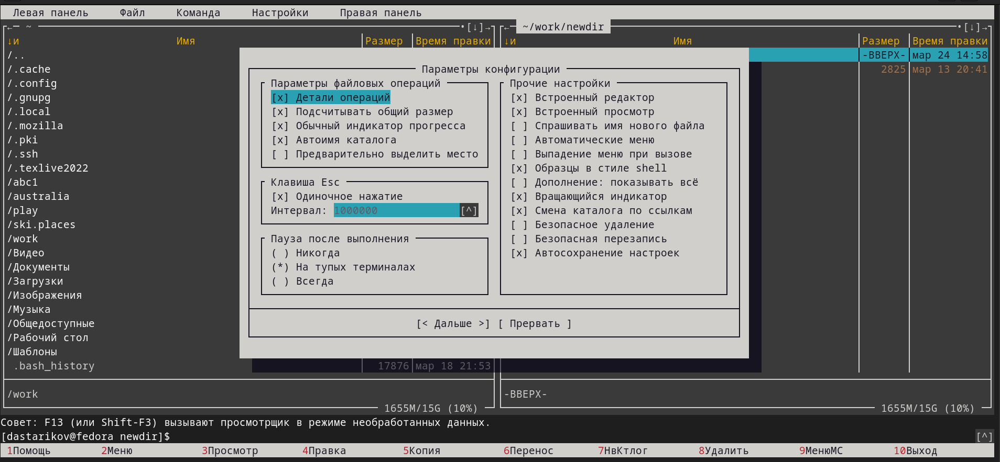 Левая панель Файл Команда Настройки Правая панель
←─ ~ •[↓]→ ←─ ~/work/newdir •[↓]→
↓и Имя Размер Время правки ↓и Имя Размер Время правки
/.. -ВВЕРХ- мар 24 14:58
/.cache Параметры конфигурации 2825 мар 13 20:41
/.config Параметры файловых операций Прочие настройки
/.gnupg [x] Детали операций [x] Встроенный редактор
/.local [x] Подсчитывать общий размер [x] Встроенный просмотр
/.mozilla [x] Обычный индикатор прогресса [ ] Спрашивать имя нового файла
/.pki [x] Автоимя каталога [ ] Автоматические меню
/.ssh [ ] Предварительно выделить место [ ] Выпадение меню при вызове
/.texlive2022 [x] Образцы в стиле shell
/abc1 Клавиша Esc [ ] Дополнение: показывать всё
/australia [x] Одиночное нажатие [x] Вращающийся индикатор
/play Интервал: 1000000 [^] [x] Смена каталога по ссылкам
/ski.places [ ] Безопасное удаление
/work Пауза после выполнения [ ] Безопасная перезапись
/Видео ( ) Никогда [x] Автосохранение настроек
/Документы (*) На тупых терминалах
/Загрузки ( ) Всегда
/Изображения
/Музыка
/Общедоступные [< Дальше >] [ Прервать ]
/Рабочий стол
/Шаблоны
.bash_history 17876 мар 18 21:53
/work -ВВЕРХ-
1655M/15G (10%) 1655M/15G (10%)
Совет: F13 (или Shift-F3) вызывают просмотрщик в режиме необработанных данных.
[dastarikov@fedora newdir]$ [^]
1Помощь 2Меню 3Просмотр 4Правка 5Копия 6Перенос 7НвКтлог 8Удалить 9МенюМС 10Выход